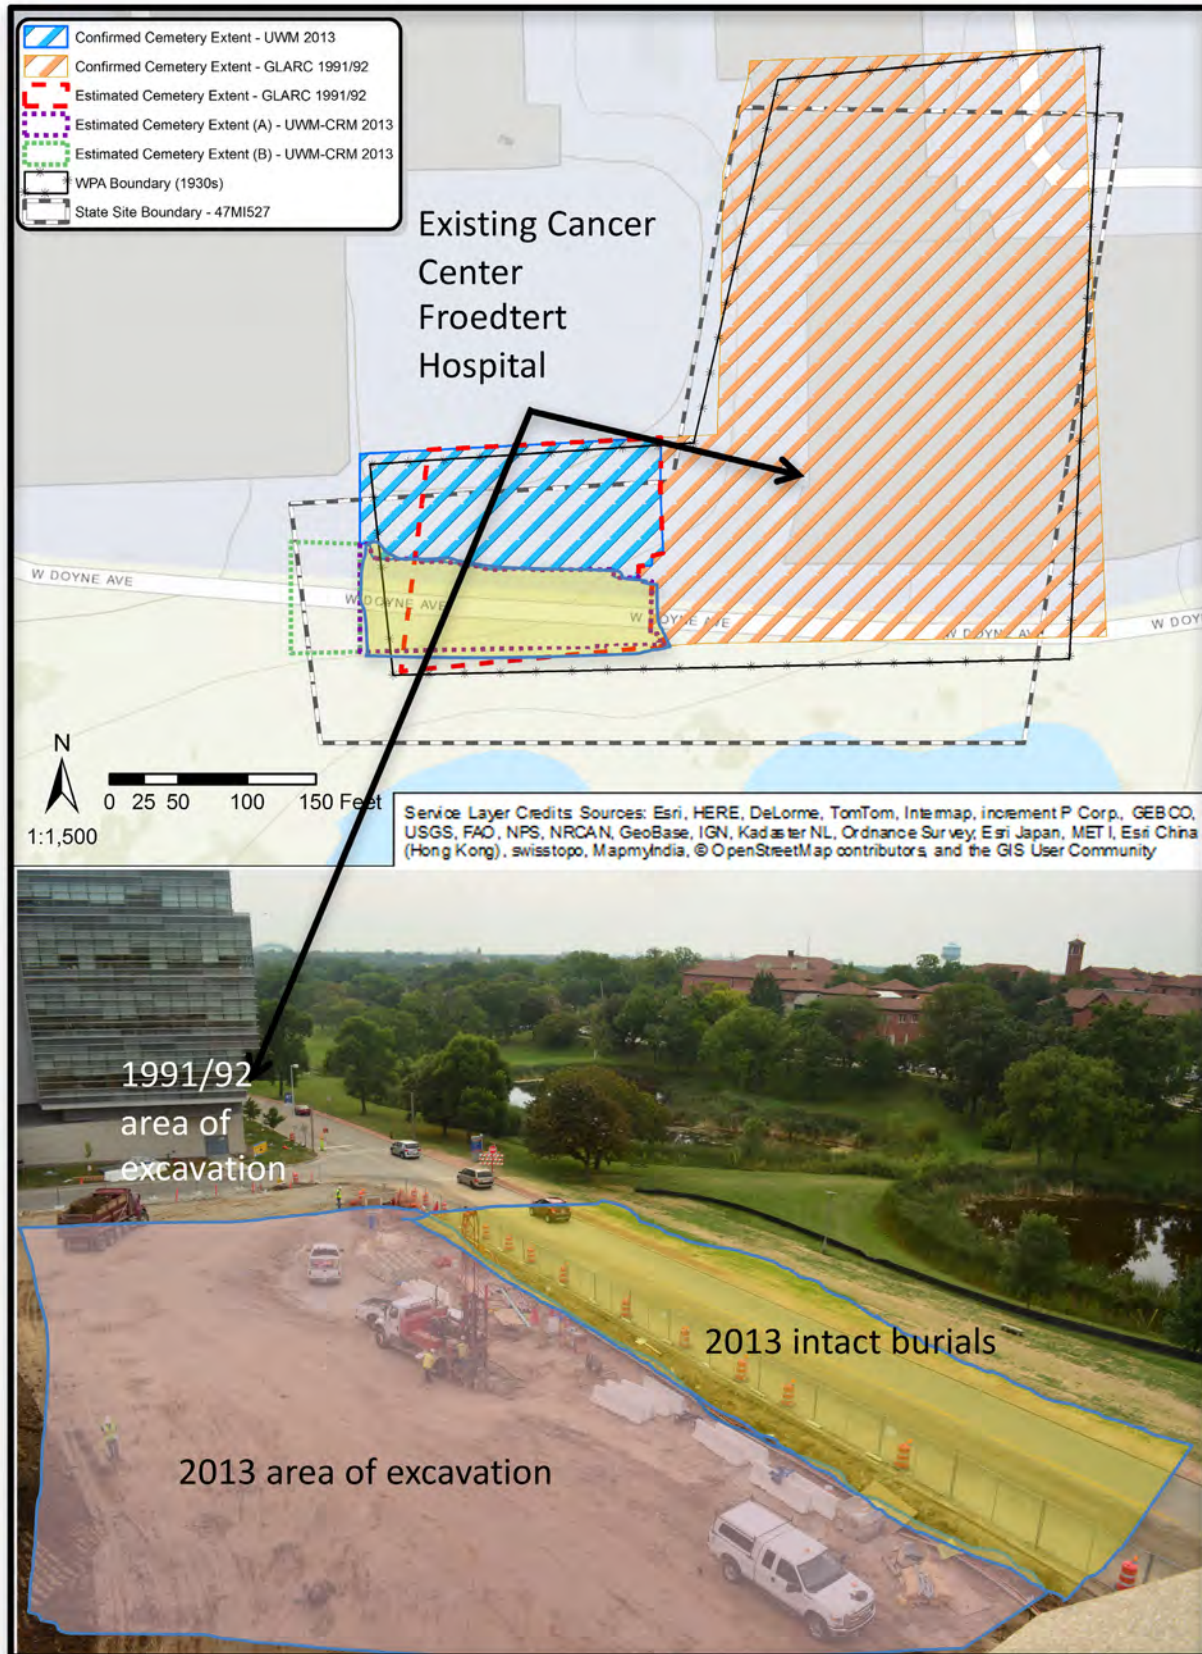 Confirmed Cemetery Extent - UWM 2013
Confirmed Cemetery Extent - GLARC 1991/92
Estimated Cemetery Extent - GLARC 1991/92
Estimated Cemetery Extent (A) - UWM-CRM 2013
Estimated Cemetery Extent (B) - UWM-CRM 2013
WPA Boundary (1930s)
State Site Boundary - 47MI527
Existing Cancer
Center
Froedtert
Hospital
W DOYNE AVE
W DOYNE AVE
W DOYNE AVE
W DOYNE AVE
W DOY
N
0 25 50 100 150 Feet
1:1,500
Service Layer Credits Sources: Esri, HERE, DeLorme, TomTom, Intermap, increment P Corp., GEBCO,
USGS, FAO, NPS, NRCAN, GeoBase, IGN, Kadaster NL, Ordnance Survey, Esri Japan, METI, Esri China
(Hong Kong), swisstopo, MapmyIndia, © OpenStreetMap contributors, and the GIS User Community
1991/92
area of
excavation
2013 intact burials
2013 area of excavation